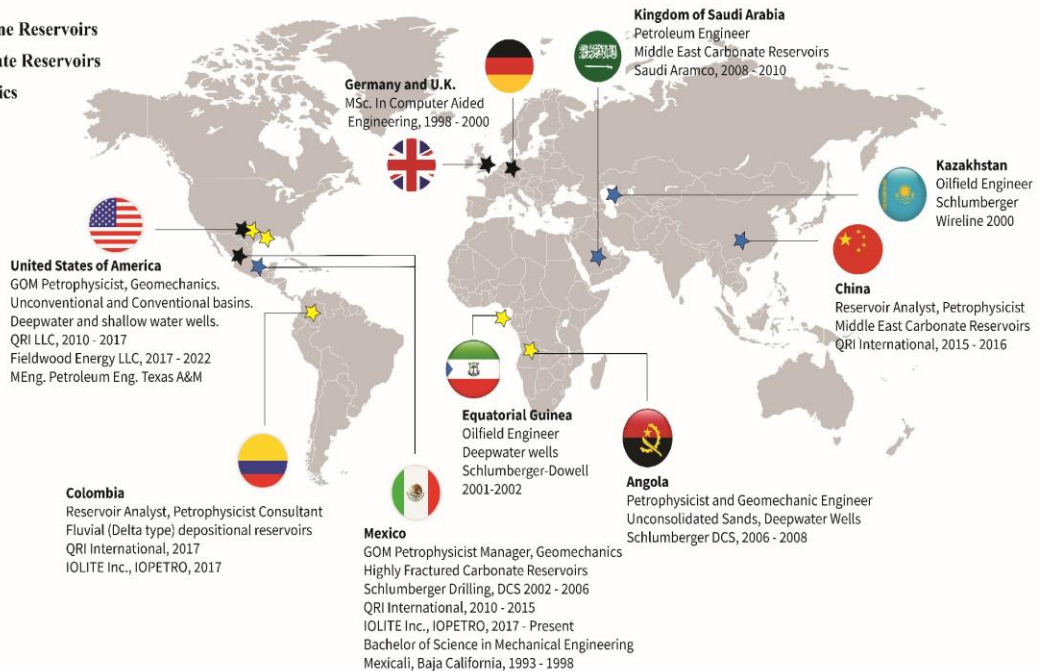 ne Reservoirs
ate Reservoirs
ics
Kingdom of Saudi Arabia
Petroleum Engineer
Middle East Carbonate Reservoirs
Saudi Aramco, 2008 - 2010
Germany and U.K.
MSc. In Computer Aided
Engineering, 1998 - 2000
Kazakhstan
Oilfield Engineer
Schlumberger
Wireline 2000
United States of America
GOM Petrophysicist, Geomechanics.
Unconventional and Conventional basins.
Deepwater and shallow water wells.
QRI LLC, 2010 - 2017
Fieldwood Energy LLC, 2017 - 2022
MEng. Petroleum Eng. Texas A&M
China
Reservoir Analyst, Petrophysicist
Middle East Carbonate Reservoirs
QRI International, 2015 - 2016
Equatorial Guinea
Oilfield Engineer
Deepwater wells
Schlumberger-Dowell
2001-2002
Angola
Petrophysicist and Geomechanic Engineer
Unconsolidated Sands, Deepwater Wells
Schlumberger DCS, 2006 - 2008
Colombia
Reservoir Analyst, Petrophysicist Consultant
Fluvial (Delta type) depositional reservoirs
QRI International, 2017
IOLITE Inc., IOPETRO, 2017
Mexico
GOM Petrophysicist Manager, Geomechanics
Highly Fractured Carbonate Reservoirs
Schlumberger Drilling, DCS 2002 - 2006
QRI International, 2010 - 2015
IOLITE Inc., IOPETRO, 2017 - Present
Bachelor of Science in Mechanical Engineering
Mexicali, Baja California, 1993 - 1998